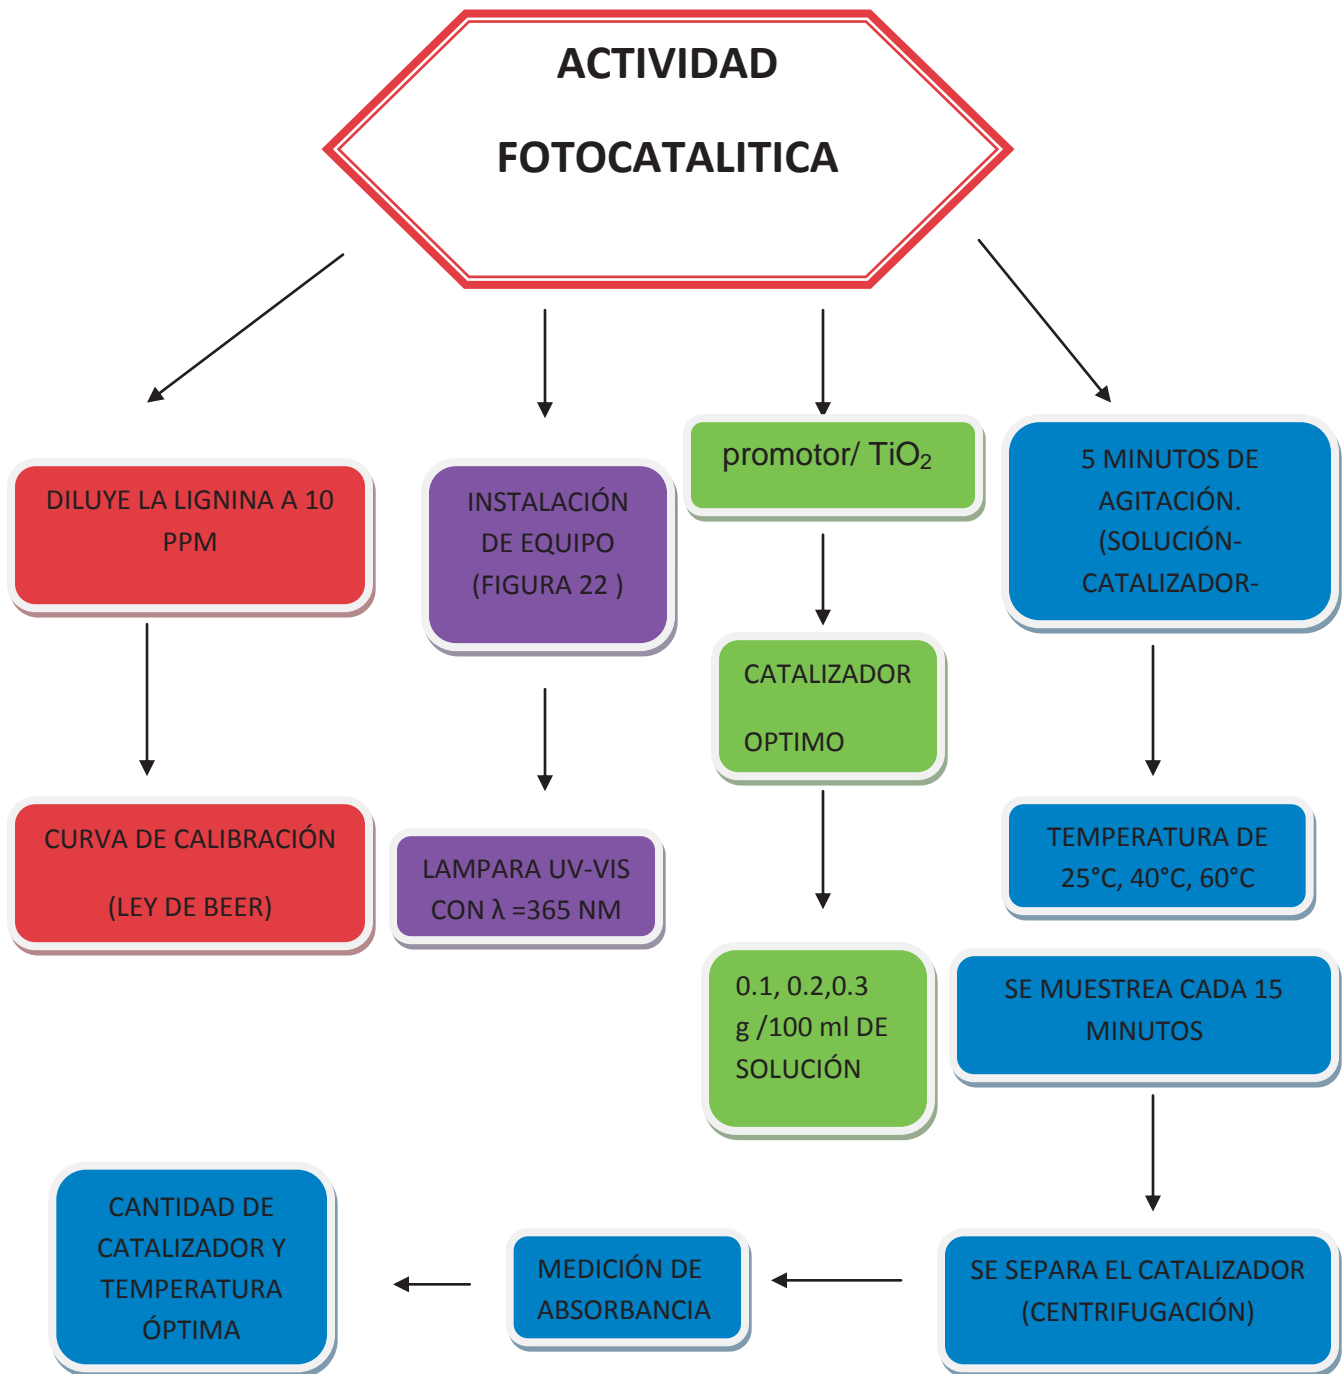 ACTIVIDAD
FOTOCATALITICA
DILUYE LA LIGNINA A 10
PPM
CURVA DE CALIBRACIÓN
(LEY DE BEER)
INSTALACIÓN
DE EQUIPO
(FIGURA 22 )
LAMPARA UV-VIS
CON λ =365 NM
promotor/ TiO₂
CATALIZADOR
OPTIMO
0.1, 0.2,0.3
g /100 ml DE
SOLUCIÓN
5 MINUTOS DE
AGITACIÓN.
(SOLUCIÓN-
CATALIZADOR-
TEMPERATURA DE
25°C, 40°C, 60°C
SE MUESTREA CADA 15
MINUTOS
SE SEPARA EL CATALIZADOR
(CENTRIFUGACIÓN)
MEDICIÓN DE
ABSORBANCIA
CANTIDAD DE
CATALIZADOR Y
TEMPERATURA
ÓPTIMA